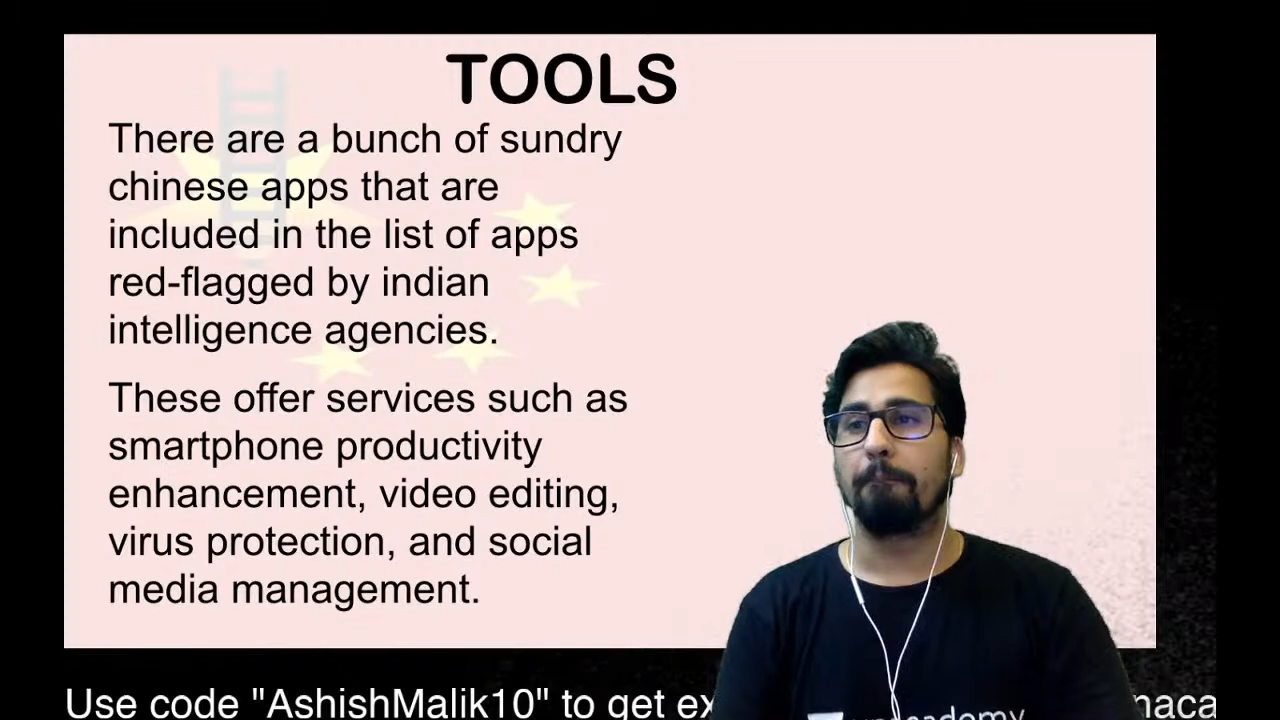 TOOLS
There are a bunch of sundry
chinese apps that are
included in the list of apps
red-flagged by indian
intelligence agencies.
These offer services such as
smartphone productivity
enhancement, video editing,
virus protection, and social
media management.
Use code "AshishMalik10" to get